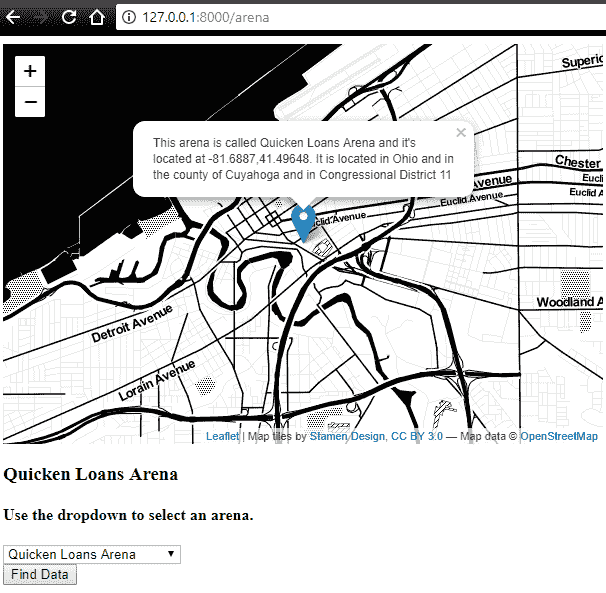 127.0.0.1:8000/arena
+
−
Superio
This arena is called Quicken Loans Arena and it's
located at -81.6887,41.49648. It is located in Ohio and in
the county of Cuyahoga and in Congressional District 11
×
Chester
Avenue
Eucli
Euclid A
Euclid Avenue
Euclid Avenue
Woodland A
Detroit Avenue
Lorain Avenue
Leaflet | Map tiles by Stamen Design, CC BY 3.0 — Map data © OpenStreetMap
Quicken Loans Arena
Use the dropdown to select an arena.
Quicken Loans Arena
Find Data